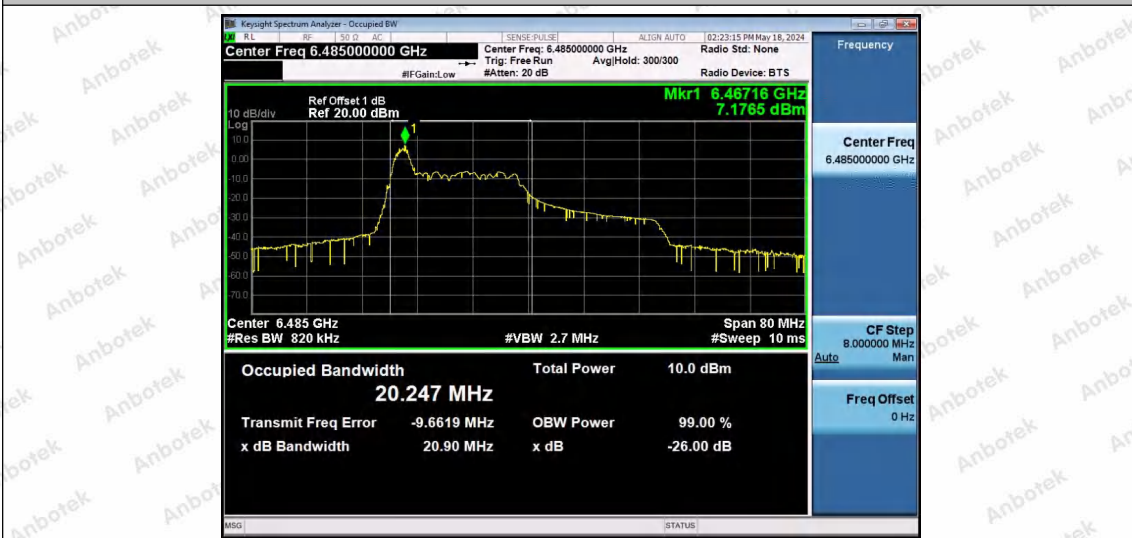 Keysight Spectrum Analyzer - Occupied BW
LXI RL RF 50 Ω AC SENSE:PULSE ALIGN AUTO 02:23:15 PM May 18, 2024
Center Freq 6.485000000 GHz
Center Freq: 6.485000000 GHz
Radio Std: None
Trig: Free Run Avg|Hold: 300/300
#IFGain:Low #Atten: 20 dB Radio Device: BTS
Mkr1 6.46716 GHz
7.1765 dBm
Ref Offset 1 dB
10 dB/div Ref 20.00 dBm
Log
1
10.0
0.00
-10.0
-20.0
-30.0
-40.0
-50.0
-60.0
-70.0
Center 6.485 GHz Span 80 MHz
#Res BW 820 kHz #VBW 2.7 MHz #Sweep 10 ms
Occupied Bandwidth Total Power 10.0 dBm
20.247 MHz
Transmit Freq Error -9.6619 MHz OBW Power 99.00 %
x dB Bandwidth 20.90 MHz x dB -26.00 dB
MSG STATUS
Frequency
Center Freq
6.485000000 GHz
CF Step
8.000000 MHz
Auto Man
Freq Offset
0 Hz
Anbotek